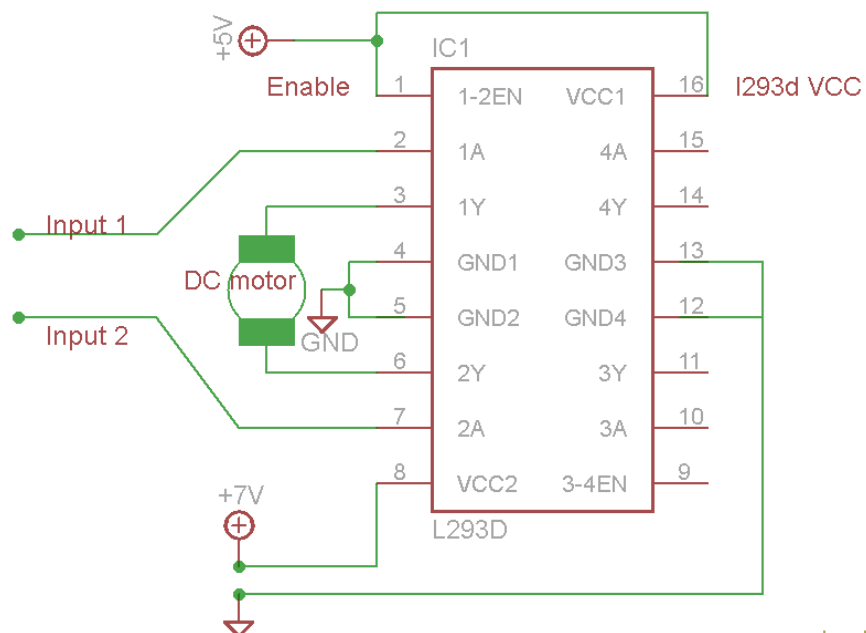 +5V
IC1
Enable
1
1-2EN
VCC1
16
l293d VCC
2
1A
4A
15
3
1Y
4Y
14
Input 1
4
GND1
GND3
13
DC motor
5
GND2
GND4
12
Input 2
GND
6
2Y
3Y
11
7
2A
3A
10
8
VCC2
3-4EN
9
+7V
L293D